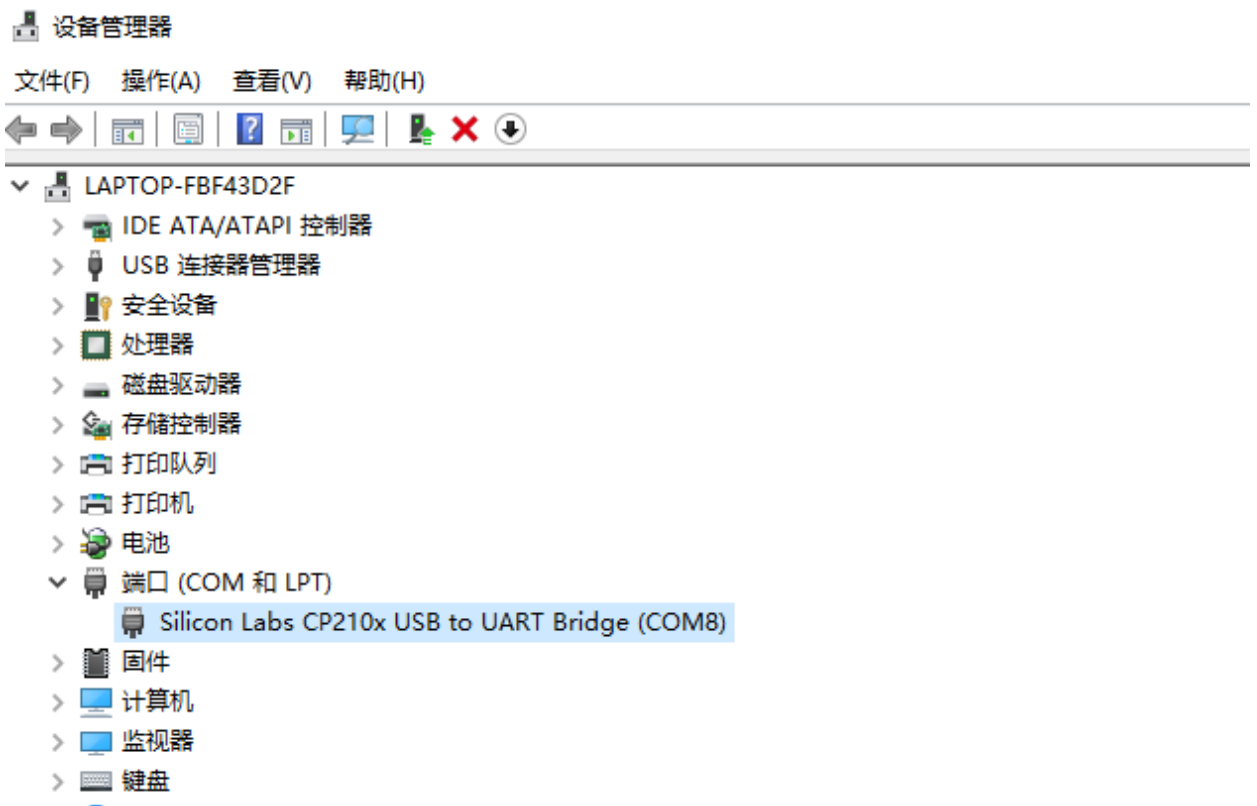 设备管理器
文件(F) 操作(A) 查看(V) 帮助(H)
LAPTOP-FBF43D2F
IDE ATA/ATAPI 控制器
USB 连接器管理器
安全设备
处理器
磁盘驱动器
存储控制器
打印队列
打印机
电池
端口 (COM 和 LPT)
Silicon Labs CP210x USB to UART Bridge (COM8)
固件
计算机
监视器
键盘